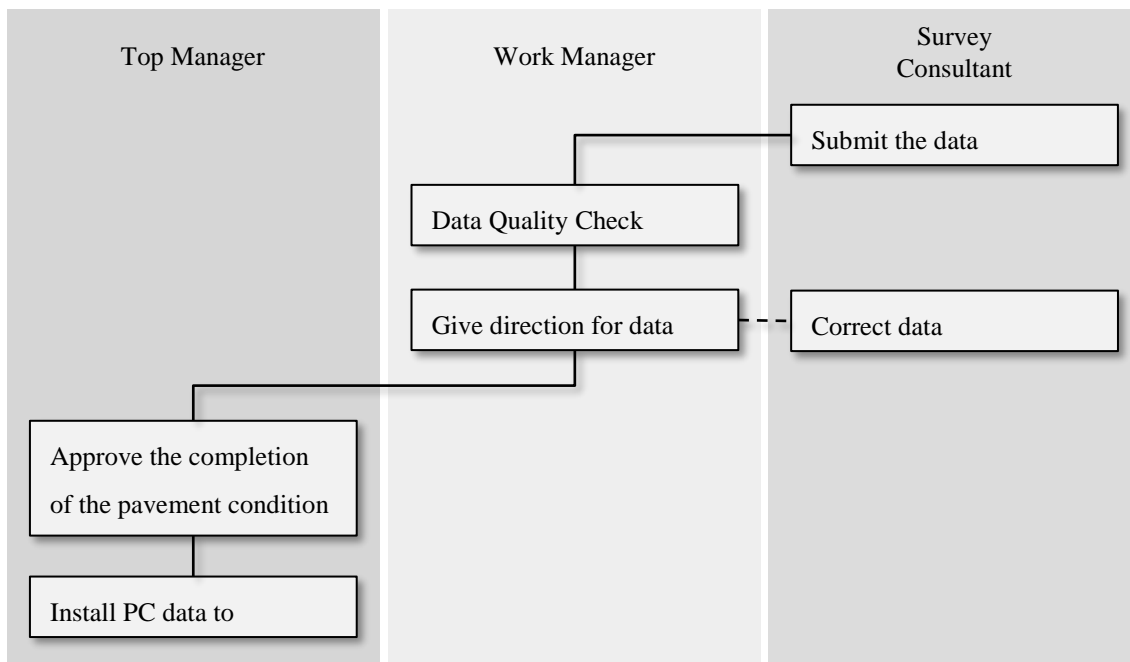 Top Manager
Work Manager
Survey
Consultant
Submit the data
Data Quality Check
Give direction for data
Correct data
Approve the completion
of the pavement condition
Install PC data to